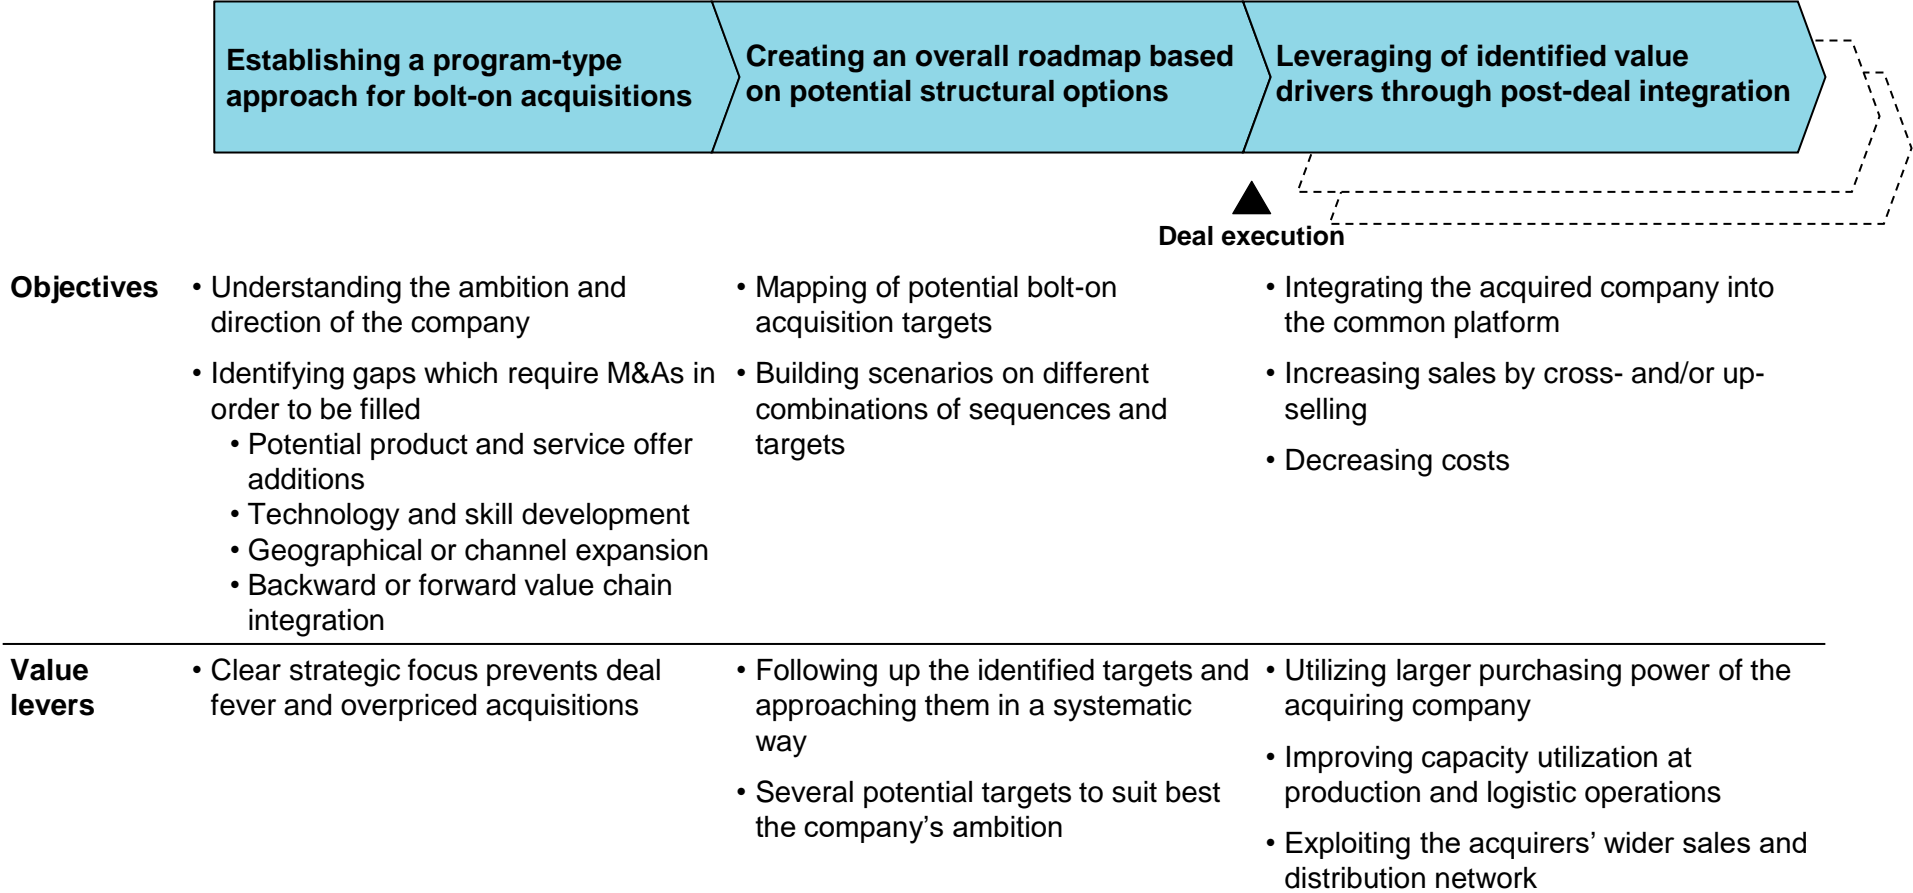 Establishing a program-type
approach for bolt-on acquisitions
Creating an overall roadmap based
on potential structural options
Leveraging of identified value
drivers through post-deal integration
Deal execution
Objectives
• Understanding the ambition and
direction of the company
• Identifying gaps which require M&As in
order to be filled
• Potential product and service offer
additions
• Technology and skill development
• Geographical or channel expansion
• Backward or forward value chain
integration
• Mapping of potential bolt-on
acquisition targets
• Building scenarios on different
combinations of sequences and
targets
• Integrating the acquired company into
the common platform
• Increasing sales by cross- and/or up-
selling
• Decreasing costs
Value
levers
• Clear strategic focus prevents deal
fever and overpriced acquisitions
• Following up the identified targets and
approaching them in a systematic
way
• Several potential targets to suit best
the company’s ambition
• Utilizing larger purchasing power of the
acquiring company
• Improving capacity utilization at
production and logistic operations
• Exploiting the acquirers’ wider sales and
distribution network